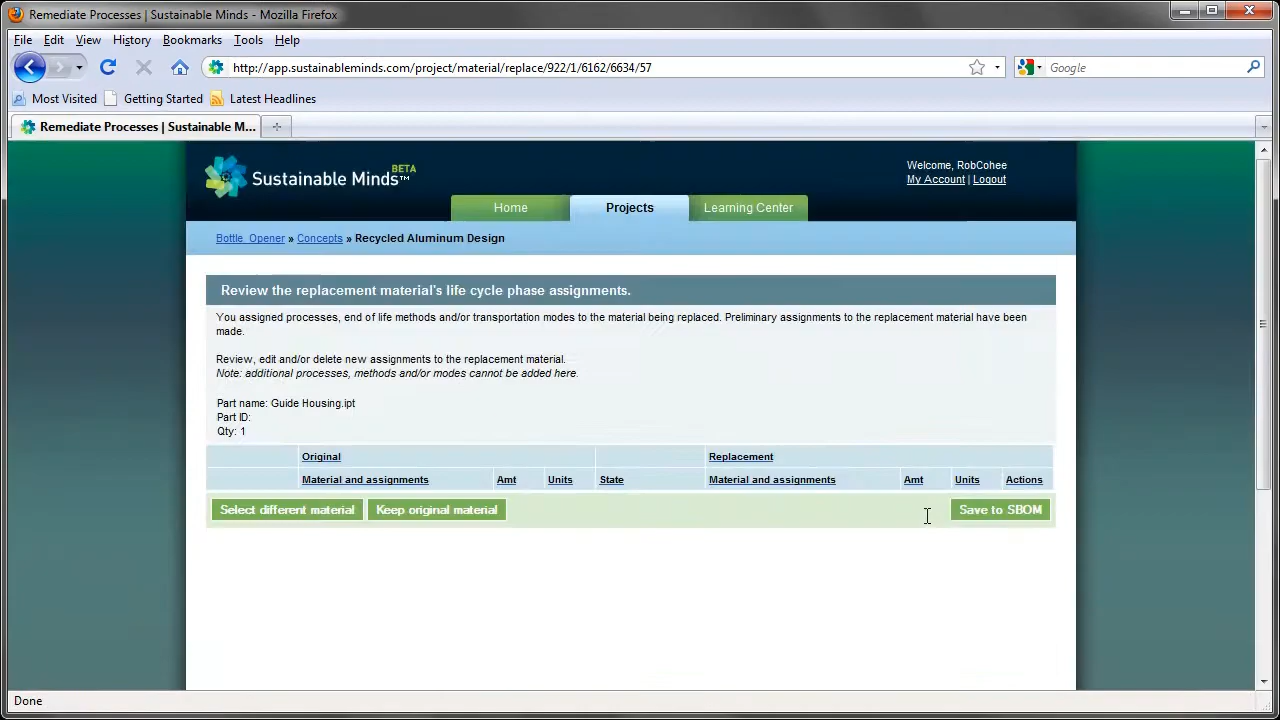 Remediate Processes | Sustainable Minds - Mozilla Firefox
File Edit View History Bookmarks Tools Help
http://app.sustainableminds.com/project/material/replace/922/1/6162/6634/57
Google
Most Visited Getting Started Latest Headlines
Remediate Processes | Sustainable M...
Sustainable Minds™ BETA
Welcome, RobCohee
My Account | Logout
Home Projects Learning Center
Bottle_Opener » Concepts » Recycled Aluminum Design
Review the replacement material's life cycle phase assignments.
You assigned processes, end of life methods and/or transportation modes to the material being replaced. Preliminary assignments to the replacement material have been
made.
Review, edit and/or delete new assignments to the replacement material.
Note: additional processes, methods and/or modes cannot be added here.
Part name: Guide Housing.ipt
Part ID:
Qty: 1
Original Replacement
Material and assignments Amt Units State Material and assignments Amt Units Actions
Select different material Keep original material Save to SBOM
Done